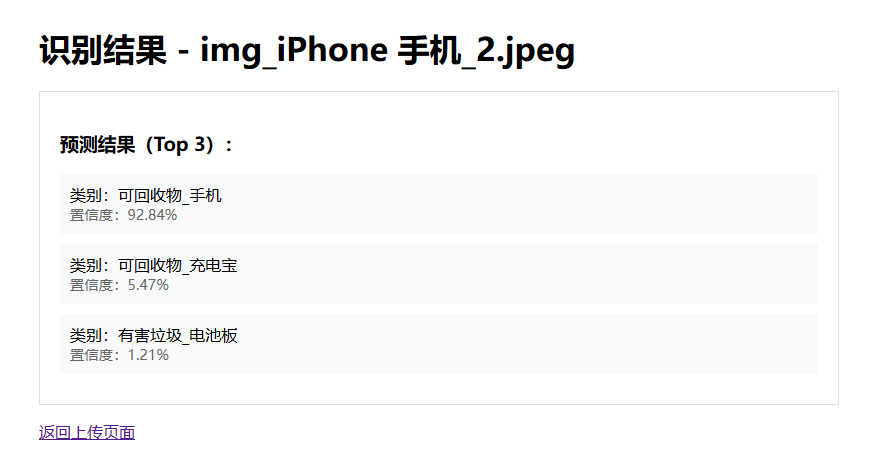 识别结果 - img_iPhone 手机_2.jpeg
预测结果（Top 3）:
类别：可回收物_手机
置信度：92.84%
类别：可回收物_充电宝
置信度：5.47%
类别：有害垃圾_电池板
置信度：1.21%
返回上传页面